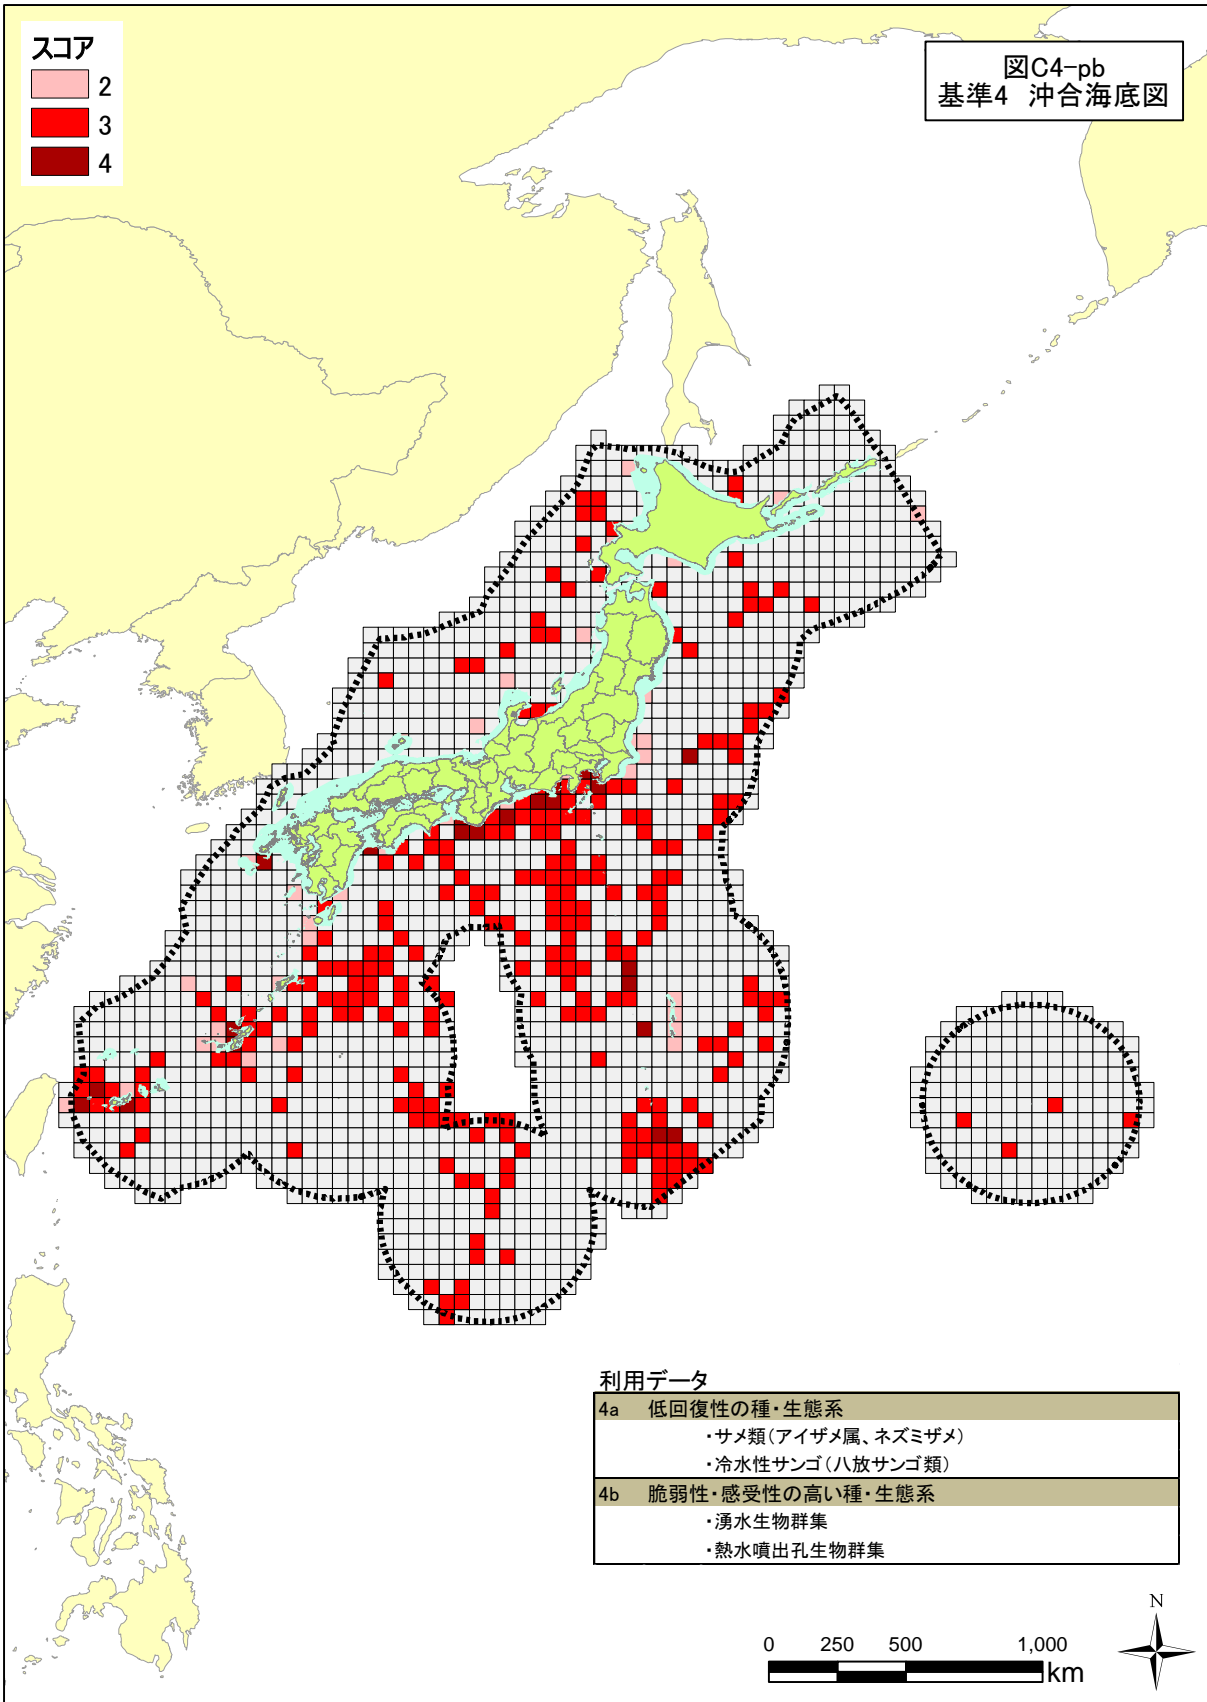 スコア
2
3
4
図C4-pb
基準4 沖合海底図
利用データ
4a 低回復性の種・生態系
・サメ類(アイザメ属、ネズミザメ)
・冷水性サンゴ(八放サンゴ類)
4b 脆弱性・感受性の高い種・生態系
・湧水生物群集
・熱水噴出孔生物群集
N
0 250 500 1,000
km